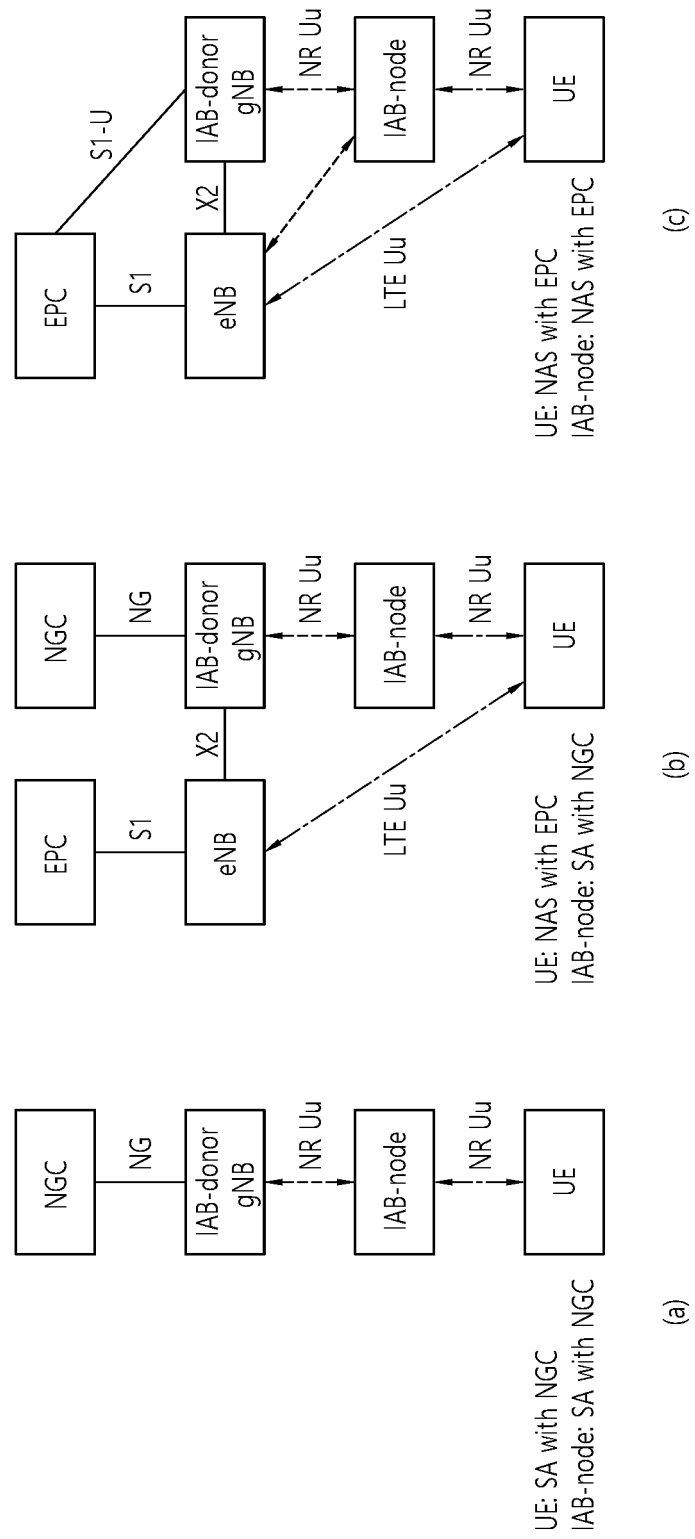 NGC
NG
IAB-donor
gNB
NR Uu
IAB-node
NR Uu
UE
UE: SA with NGC
IAB-node: SA with NGC
(a)
EPC
NGC
S1
NG
eNB
X2
IAB-donor
gNB
NR Uu
LTE Uu
IAB-node
NR Uu
UE
UE: NAS with EPC
IAB-node: SA with NGC
(b)
EPC
S1
S1-U
eNB
X2
IAB-donor
gNB
NR Uu
LTE Uu
IAB-node
NR Uu
UE
UE: NAS with EPC
IAB-node: NAS with EPC
(c)